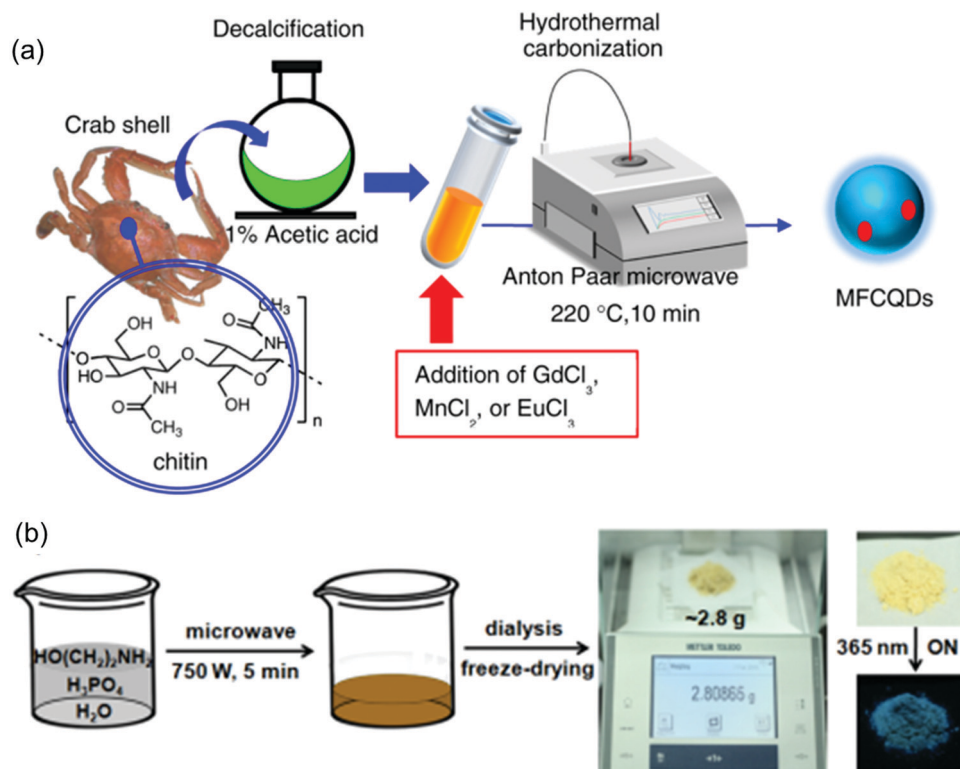 (a)
Decalcification
Hydrothermal
carbonization
Crab shell
1% Acetic acid
Anton Paar microwave
220 °C,10 min
MFCQDs
Addition of GdCl₃,
MnCl₂, or EuCl₃
OH
HO
O
O
O
O
NH
O
CH₃
CH₃
O
NH
OH
n
chitin
(b)
HO(CH₂)₂NH₂
H₃PO₄
H₂O
microwave
750 W, 5 min
dialysis
freeze-drying
~2.8 g
METTLER TOLEDO
2.80865 g
365 nm
ON